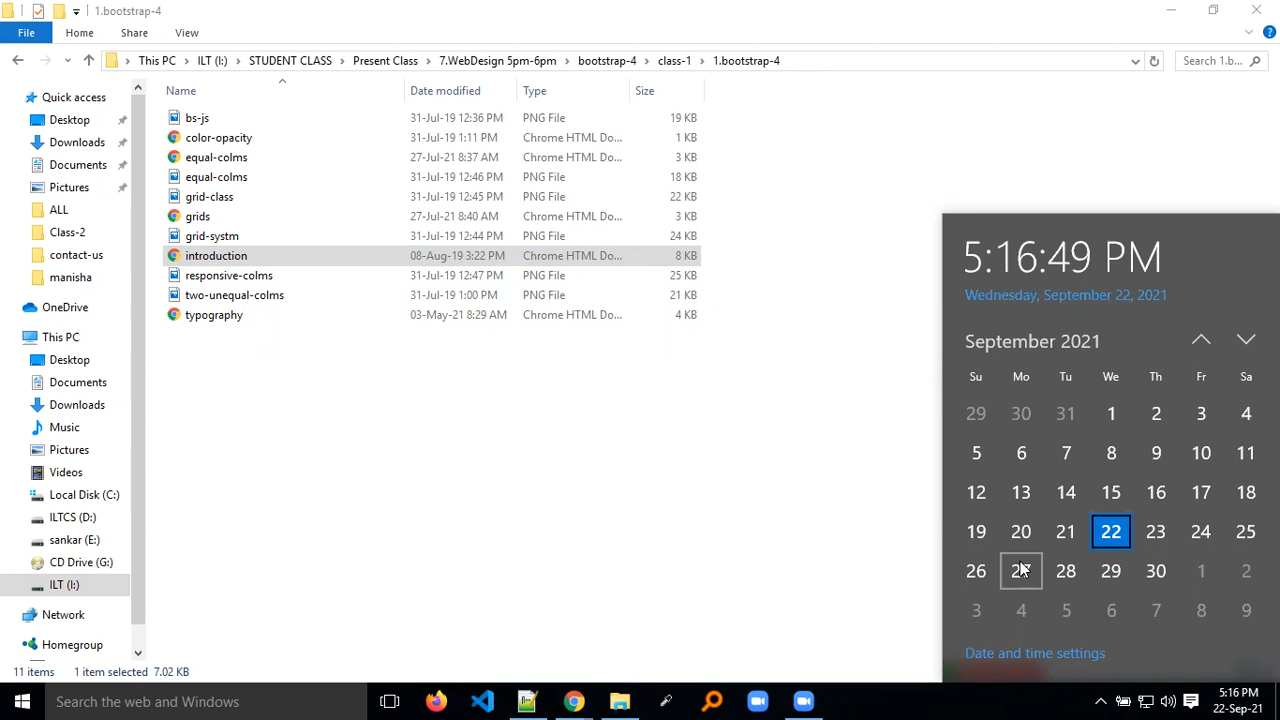 1.bootstrap-4
File Home Share View
This PC ILT (I:) STUDENT CLASS Present Class 7.WebDesign 5pm-6pm bootstrap-4 class-1 1.bootstrap-4
Search 1.b...
Name Date modified Type Size
bs-js 31-Jul-19 12:36 PM PNG File 19 KB
color-opacity 31-Jul-19 1:11 PM Chrome HTML Do... 1 KB
equal-colms 27-Jul-21 8:37 AM Chrome HTML Do... 3 KB
equal-colms 31-Jul-19 12:46 PM PNG File 18 KB
grid-class 31-Jul-19 12:45 PM PNG File 22 KB
grids 27-Jul-21 8:40 AM Chrome HTML Do... 3 KB
grid-systm 31-Jul-19 12:44 PM PNG File 24 KB
introduction 08-Aug-19 3:22 PM Chrome HTML Do... 8 KB
responsive-colms 31-Jul-19 12:47 PM PNG File 25 KB
two-unequal-colms 31-Jul-19 1:00 PM PNG File 21 KB
typography 03-May-21 8:29 AM Chrome HTML Do... 4 KB
Quick access
Desktop
Downloads
Documents
Pictures
ALL
Class-2
contact-us
manisha
OneDrive
This PC
Desktop
Documents
Downloads
Music
Pictures
Videos
Local Disk (C:)
ILTCS (D:)
sankar (E:)
CD Drive (G:)
ILT (I:)
Network
Homegroup
11 items 1 item selected 7.02 KB
5:16:49 PM
Wednesday, September 22, 2021
September 2021
Su Mo Tu We Th Fr Sa
29 30 31 1 2 3 4
5 6 7 8 9 10 11
12 13 14 15 16 17 18
19 20 21 22 23 24 25
26 27 28 29 30 1 2
3 4 5 6 7 8 9
Date and time settings
Search the web and Windows
5:16 PM
22-Sep-21